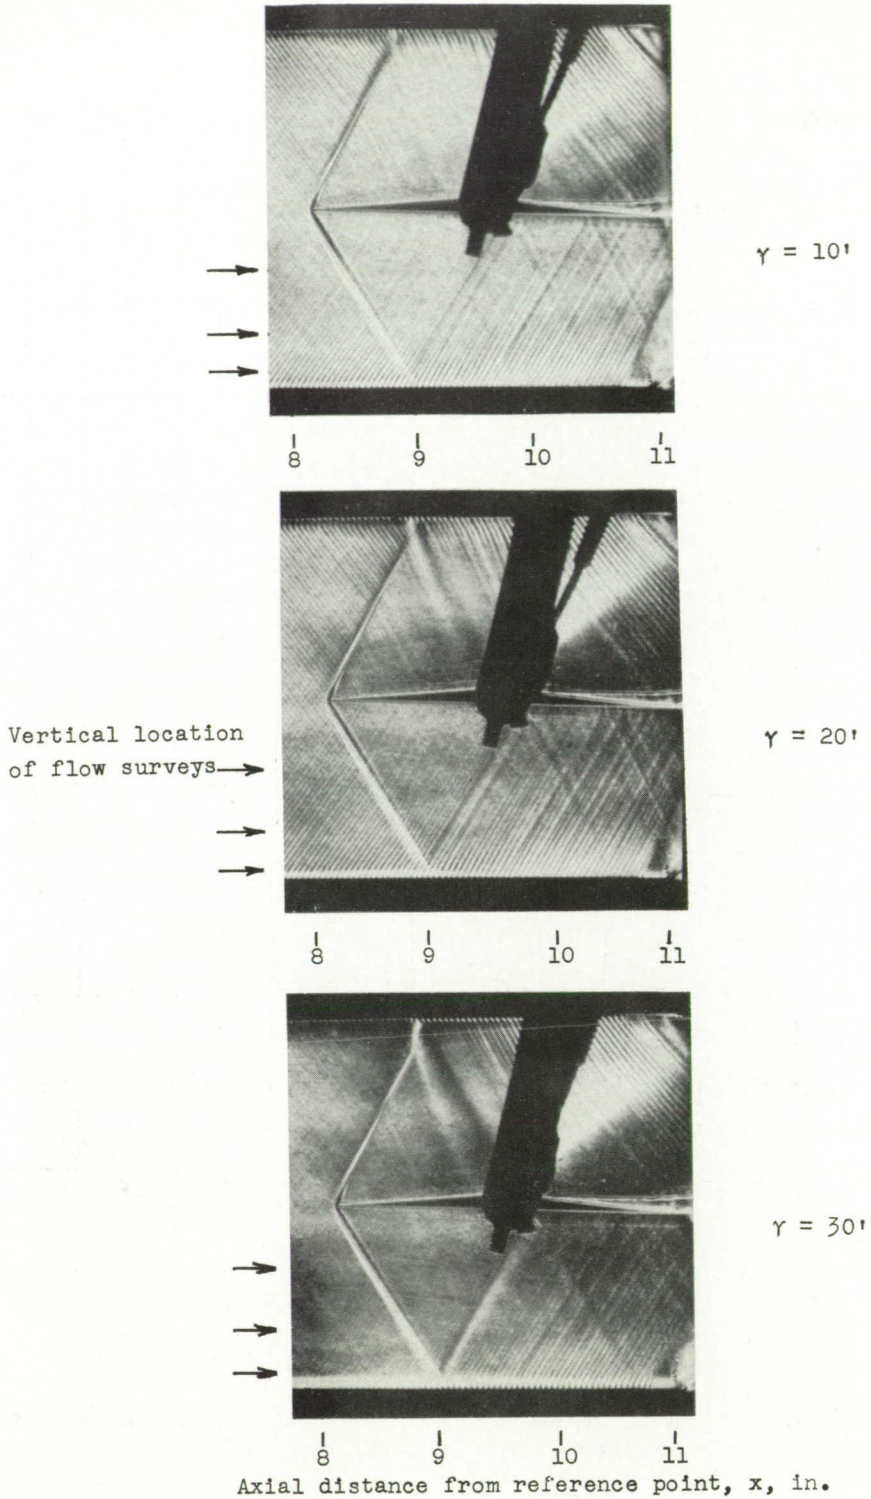 γ = 10'
8 9 10 11
Vertical location
of flow surveys
γ = 20'
8 9 10 11
γ = 30'
8 9 10 11
Axial distance from reference point, x, in.